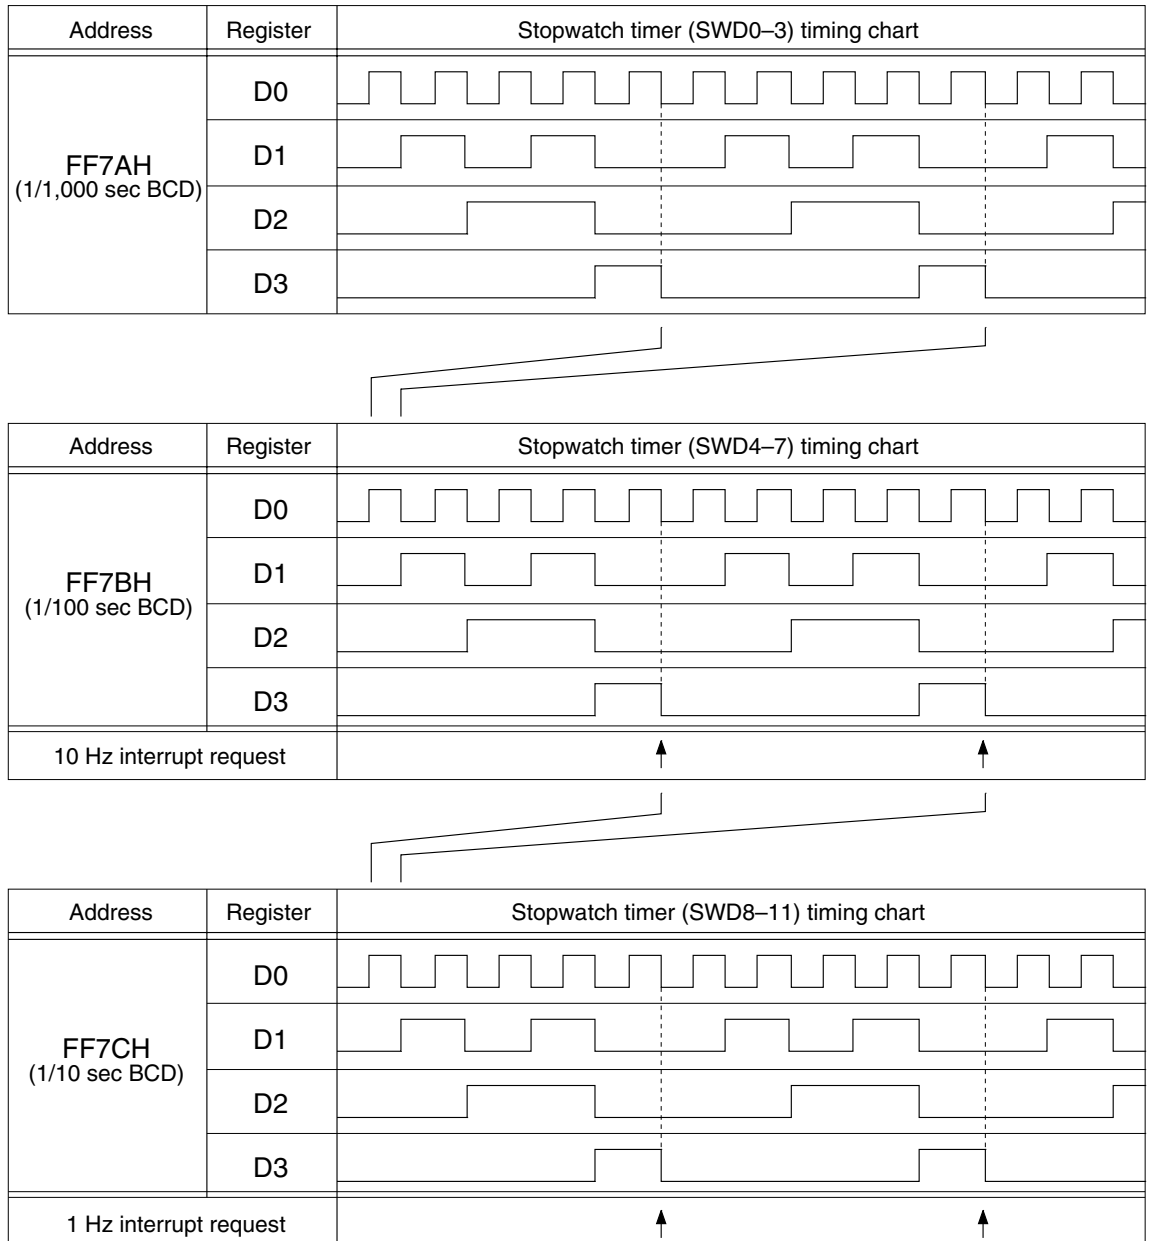 Address Register Stopwatch timer (SWD0–3) timing chart
FF7AH
(1/1,000 sec BCD)
D0
D1
D2
D3
Address Register Stopwatch timer (SWD4–7) timing chart
FF7BH
(1/100 sec BCD)
D0
D1
D2
D3
10 Hz interrupt request
Address Register Stopwatch timer (SWD8–11) timing chart
FF7CH
(1/10 sec BCD)
D0
D1
D2
D3
1 Hz interrupt request